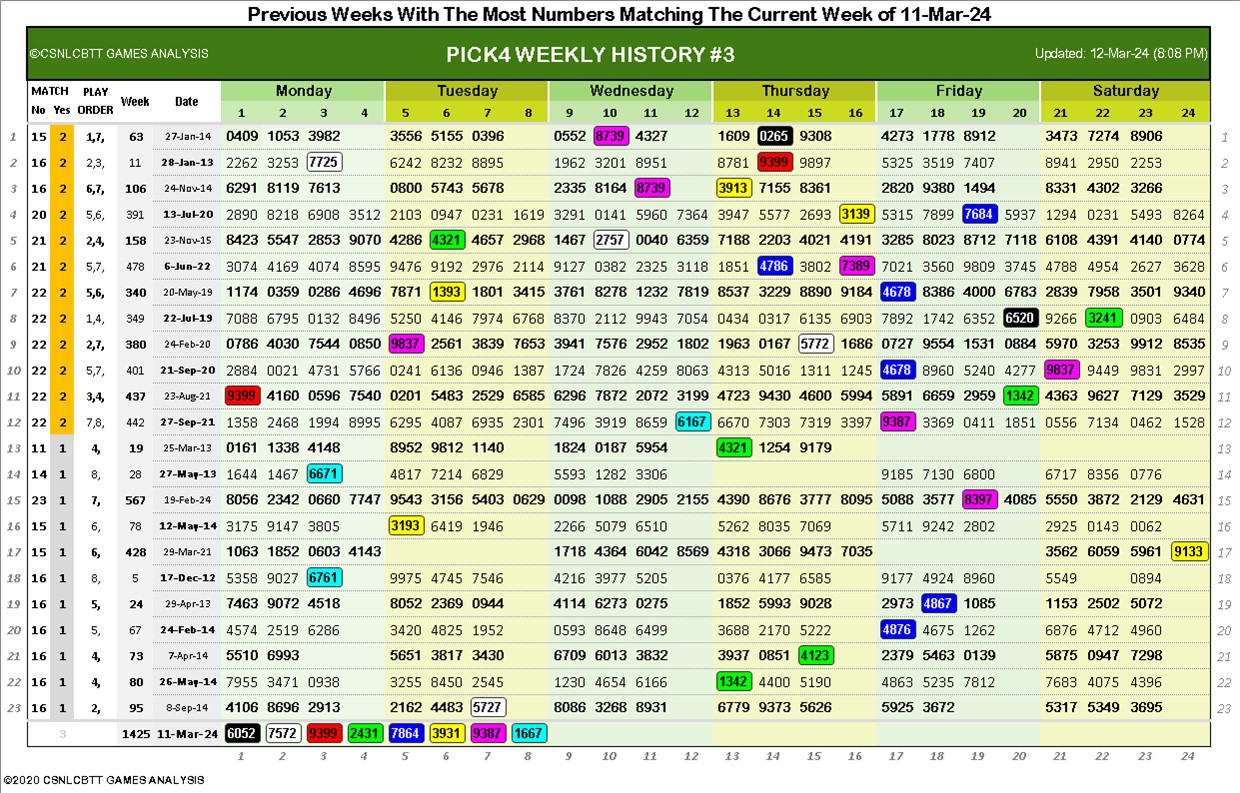 Previous Weeks With The Most Numbers Matching The Current Week of 11-Mar-24
©CSNLCBTT GAMES ANALYSIS PICK4 WEEKLY HISTORY #3 Updated: 12-Mar-24 (8:08 PM)
MATCH PLAY Week Date Monday Tuesday Wednesday Thursday Friday Saturday
No Yes ORDER 1 2 3 4 5 6 7 8 9 10 11 12 13 14 15 16 17 18 19 20 21 22 23 24
1 15 2 1,7, 63 27-Jan-14 0409 1053 3982 3556 5155 0396 0552 8739 4327 1609 0265 9308 4273 1778 8912 3473 7274 8906 1
2 16 2 2,3, 11 28-Jan-13 2262 3253 7725 6242 8232 8895 1962 3201 8951 8781 9399 9897 5325 3519 7407 8941 2950 2253 2
3 16 2 6,7, 106 24-Nov-14 6291 8119 7613 0800 5743 5678 2335 8164 8739 3913 7155 8361 2820 9380 1494 8331 4302 3266 3
4 20 2 5,6, 391 13-Jul-20 2890 8218 6908 3512 2103 0947 0231 1619 3291 0141 5960 7364 3947 5577 2693 3139 5315 7899 7684 5937 1294 0231 5493 8264 4
5 21 2 2,4, 158 23-Nov-15 8423 5547 2853 9070 4286 4321 4657 2968 1467 2757 0040 6359 7188 2203 4021 4191 3285 8023 8712 7118 6108 4391 4140 0774 5
6 21 2 5,7, 478 6-Jun-22 3074 4169 4074 8595 9476 9192 2976 2114 9127 0382 2325 3118 1851 4786 3802 7389 7021 3560 9809 3745 4788 4954 2627 3628 6
7 22 2 5,6, 340 20-May-19 1174 0359 0286 4696 7871 1393 1801 3415 3761 8278 1232 7819 8537 3229 8890 9184 4678 8386 4000 6783 2839 7958 3501 9340 7
8 22 2 1,4, 349 22-Jul-19 7088 6795 0132 8496 5250 4146 7974 6768 8370 2112 9943 7054 0434 0317 6135 6903 7892 1742 6352 6520 9266 3241 0903 6484 8
9 22 2 2,7, 380 24-Feb-20 0786 4030 7544 0850 9837 2561 3839 7653 3941 7576 2952 1802 1963 0167 5772 1686 0727 9554 1531 0884 5970 3253 9912 8535 9
10 22 2 5,7, 401 21-Sep-20 2884 0021 4731 5766 0241 6136 0946 1387 1724 7826 4259 8063 4313 5016 1311 1245 4678 8960 5240 4277 9837 9449 9831 2997 10
11 22 2 3,4, 437 23-Aug-21 9399 4160 0596 7540 0201 5483 2529 6585 6296 7872 2072 3199 4723 9430 4600 5994 5891 6659 2959 1342 4363 9627 7129 3529 11
12 22 2 7,8, 442 27-Sep-21 1358 2468 1994 8995 6295 4087 6935 2301 7496 3919 8659 6167 6670 7303 7319 3397 9387 3369 0411 1851 0556 7134 0462 1528 12
13 11 1 4, 19 25-Mar-13 0161 1338 4148 8952 9812 1140 1824 0187 5954 4321 1254 9179 13
14 14 1 8, 28 27-May-13 1644 1467 6671 4817 7214 6829 5593 1282 3306 9185 7130 6800 6717 8356 0776 14
15 23 1 7, 567 19-Feb-24 8056 2342 0660 7747 9543 3156 5403 0629 0098 1088 2905 2155 4390 8676 3777 8095 5088 3577 8397 4085 5550 3872 2129 4631 15
16 15 1 6, 78 12-May-14 3175 9147 3805 3193 6419 1946 2266 5079 6510 5262 8035 7069 5711 9242 2802 2925 0143 0062 16
17 15 1 6, 428 29-Mar-21 1063 1852 0603 4143 1718 4364 6042 8569 4318 3066 9473 7035 3562 6059 5961 9133 17
18 16 1 8, 5 17-Dec-12 5358 9027 6761 9975 4745 7546 4216 3977 5205 0376 4177 6585 9177 4924 8960 5549 0894 18
19 16 1 5, 24 29-Apr-13 7463 9072 4518 8052 2369 0944 4114 6273 0275 1852 5993 9028 2973 4867 1085 1153 2502 5072 19
20 16 1 5, 67 24-Feb-14 4574 2519 6286 3420 4825 1952 0593 8648 6499 3688 2170 5222 4876 4675 1262 6876 4712 4960 20
21 16 1 4, 73 7-Apr-14 5510 6993 5651 3817 3430 6709 6013 3832 3937 0851 4123 2379 5463 0139 5875 0947 7298 21
22 16 1 4, 80 26-May-14 7955 3471 0938 3255 8450 2545 1230 4654 6166 1342 4400 5190 4863 5235 7812 7683 4075 4396 22
23 16 1 2, 95 8-Sep-14 4106 8696 2913 2162 4483 5727 8086 3268 8931 6779 9373 5626 5925 3672 5317 5349 3695 23
3 1425 11-Mar-24 6052 7572 9399 2431 7864 3931 9387 1667
1 2 3 4 5 6 7 8 9 10 11 12 13 14 15 16 17 18 19 20 21 22 23 24
©2020 CSNLCBTT GAMES ANALYSIS